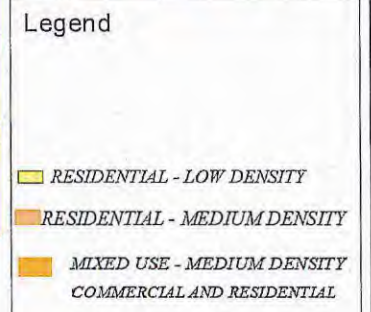 Legend
RESIDENTIAL - LOW DENSITY
RESIDENTIAL - MEDIUM DENSITY
MIXED USE - MEDIUM DENSITY
COMMERCIAL AND RESIDENTIAL